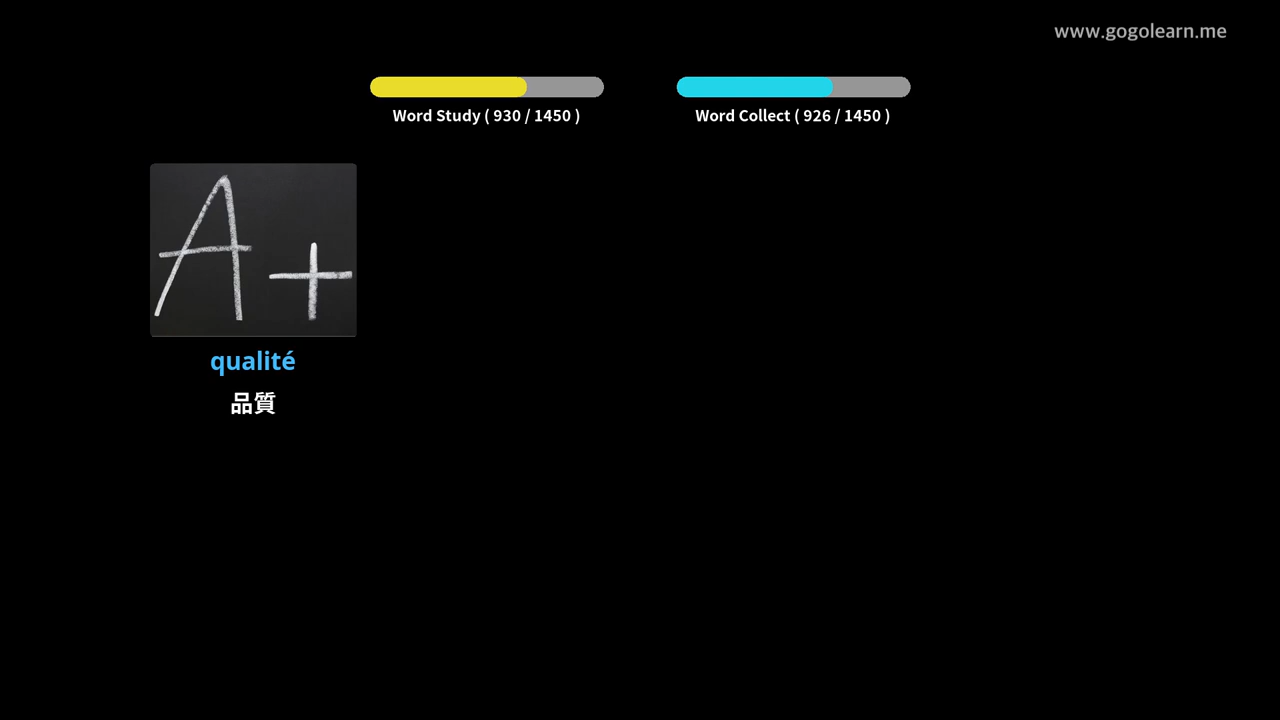 www.gogolearn.me
Word Study ( 930 / 1450 )
Word Collect ( 926 / 1450 )
A+
qualité
品質